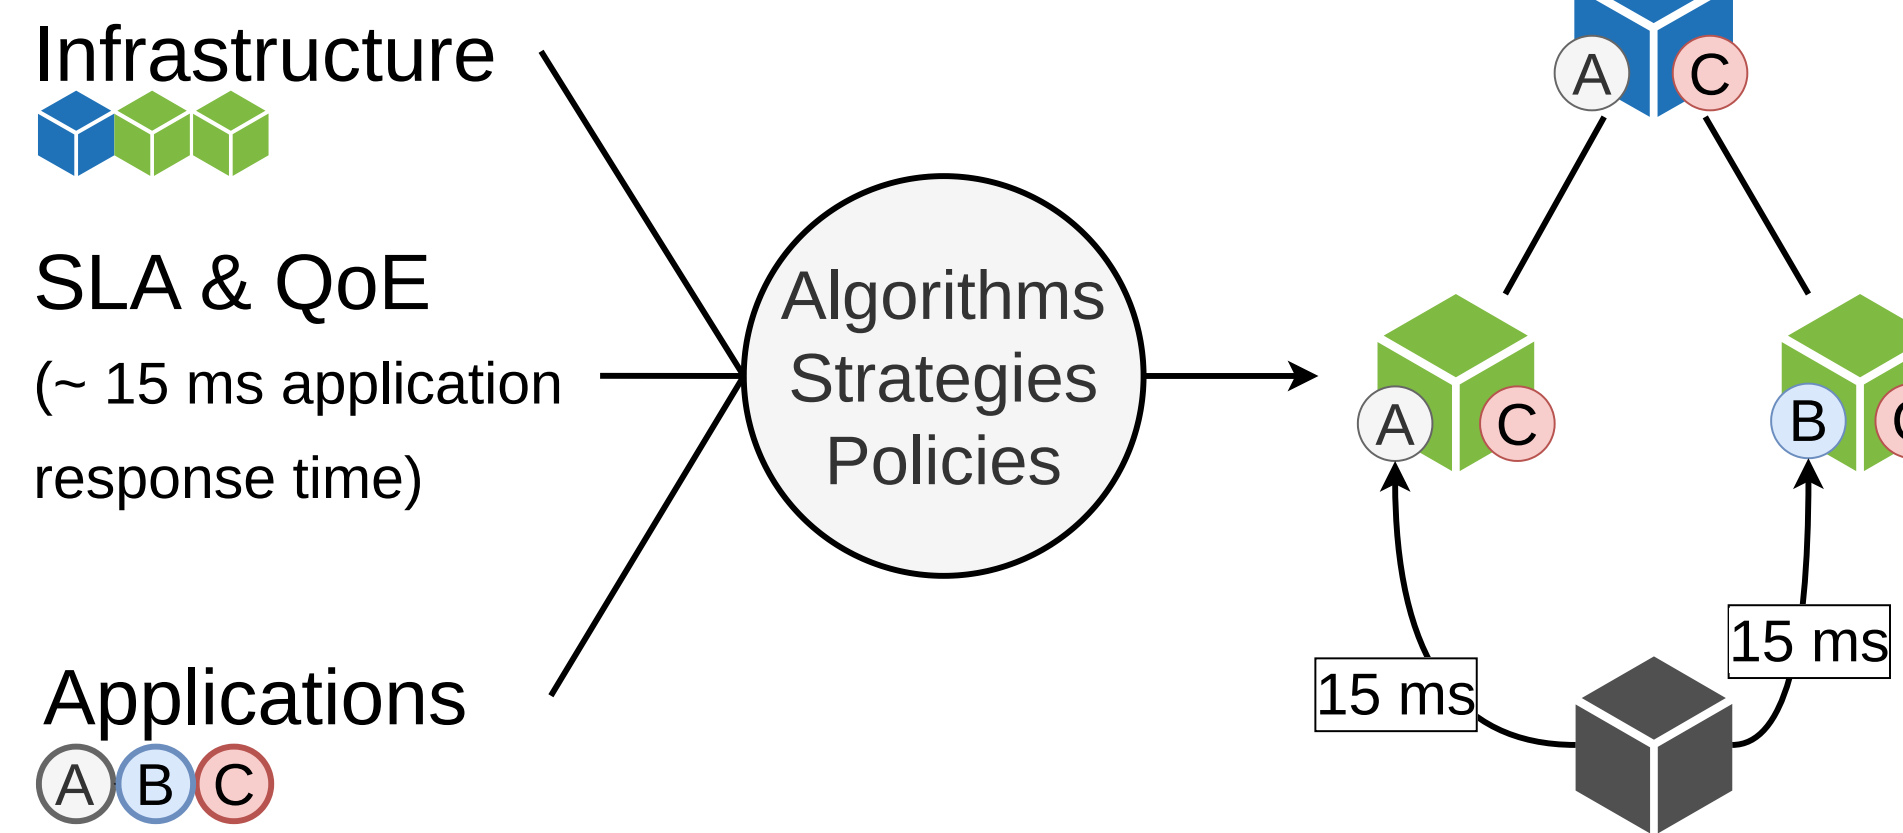 Infrastructure
SLA & QoE
(~ 15 ms application
response time)
Applications
A B C
Algorithms
Strategies
Policies
A C
A C
B
15 ms
15 ms